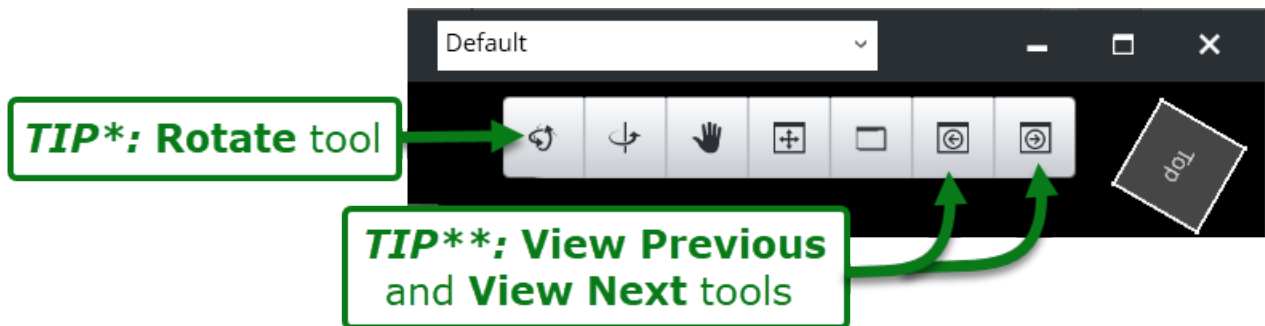 Default
TIP*: Rotate tool
Top
TIP**: View Previous
and View Next tools